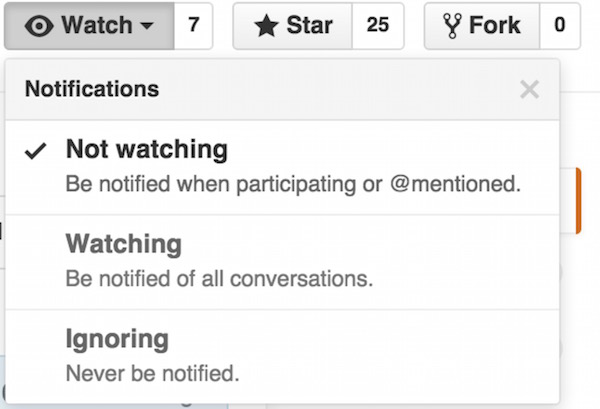 Watch 7 Star 25 Fork 0
Notifications
Not watching
Be notified when participating or @mentioned.
Watching
Be notified of all conversations.
Ignoring
Never be notified.